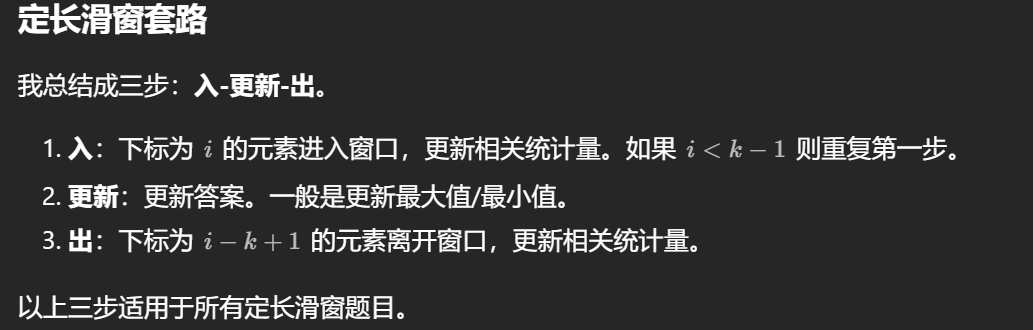 定长滑窗套路
我总结成三步：入-更新-出。
1. 入：下标为 i 的元素进入窗口，更新相关统计量。如果 i < k − 1 则重复第一步。
2. 更新：更新答案。一般是更新最大值/最小值。
3. 出：下标为 i − k + 1 的元素离开窗口，更新相关统计量。
以上三步适用于所有定长滑窗题目。